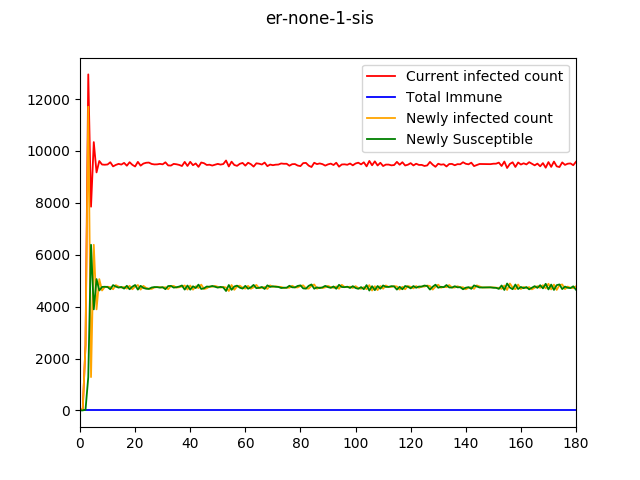 er-none-1-sis
Current infected count
Total Immune
Newly infected count
Newly Susceptible
12000
10000
8000
6000
4000
2000
0
0 20 40 60 80 100 120 140 160 180